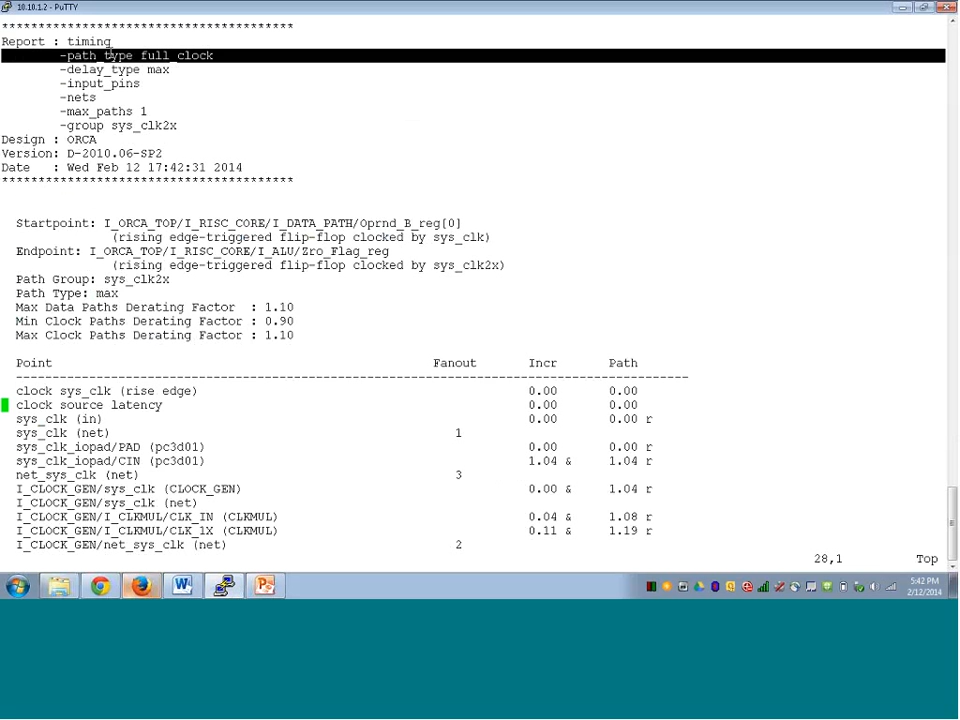 10.10.1.2 - PuTTY
****************************************
Report : timing
-path_type full_clock
-delay_type max
-input_pins
-nets
-max_paths 1
-group sys_clk2x
Design : ORCA
Version: D-2010.06-SP2
Date   : Wed Feb 12 17:42:31 2014
****************************************
Startpoint: I_ORCA_TOP/I_RISC_CORE/I_DATA_PATH/Oprnd_B_reg[0]
(rising edge-triggered flip-flop clocked by sys_clk)
Endpoint: I_ORCA_TOP/I_RISC_CORE/I_ALU/Zro_Flag_reg
(rising edge-triggered flip-flop clocked by sys_clk2x)
Path Group: sys_clk2x
Path Type: max
Max Data Paths Derating Factor  : 1.10
Min Clock Paths Derating Factor : 0.90
Max Clock Paths Derating Factor : 1.10
Point Fanout Incr Path
--------------------------------------------------------------------------------------------
clock sys_clk (rise edge) 0.00 0.00
clock source latency 0.00 0.00
sys_clk (in) 0.00 0.00 r
sys_clk (net) 1
sys_clk_iopad/PAD (pc3d01) 0.00 0.00 r
sys_clk_iopad/CIN (pc3d01) 1.04 & 1.04 r
net_sys_clk (net) 3
I_CLOCK_GEN/sys_clk (CLOCK_GEN) 0.00 & 1.04 r
I_CLOCK_GEN/sys_clk (net)
I_CLOCK_GEN/I_CLKMUL/CLK_IN (CLKMUL) 0.04 & 1.08 r
I_CLOCK_GEN/I_CLKMUL/CLK_1X (CLKMUL) 0.11 & 1.19 r
I_CLOCK_GEN/net_sys_clk (net) 2
28,1 Top
5:42 PM
2/12/2014